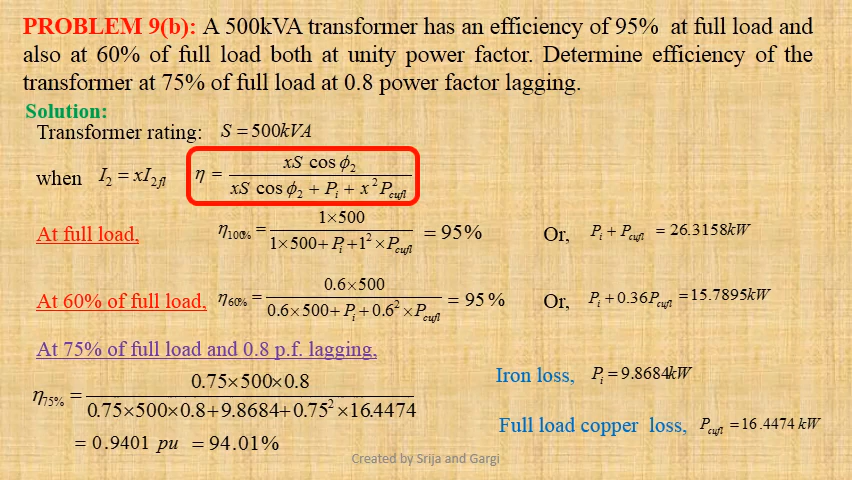 PROBLEM 9(b): A 500kVA transformer has an efficiency of 95% at full load and
also at 60% of full load both at unity power factor. Determine efficiency of the
transformer at 75% of full load at 0.8 power factor lagging.
Solution:
Transformer rating: S = 500kVA
when I₂ = xI₂fl η = xS cos ϕ₂ / (xS cos ϕ₂ + Pᵢ + x² Pcufl)
At full load, η100% = 1×500 / (1×500+Pᵢ+1²×Pcufl) = 95% Or, Pᵢ + Pcufl = 26.3158kW
At 60% of full load, η60% = 0.6×500 / (0.6×500+Pᵢ+0.6²×Pcufl) = 95% Or, Pᵢ + 0.36Pcufl = 15.7895kW
At 75% of full load and 0.8 p.f. lagging,
η75% = 0.75×500×0.8 / (0.75×500×0.8+9.8684+0.75²×16.4474)
= 0.9401 pu = 94.01%
Iron loss, Pᵢ = 9.8684kW
Full load copper loss, Pcufl = 16.4474 kW
Created by Srija and Gargi